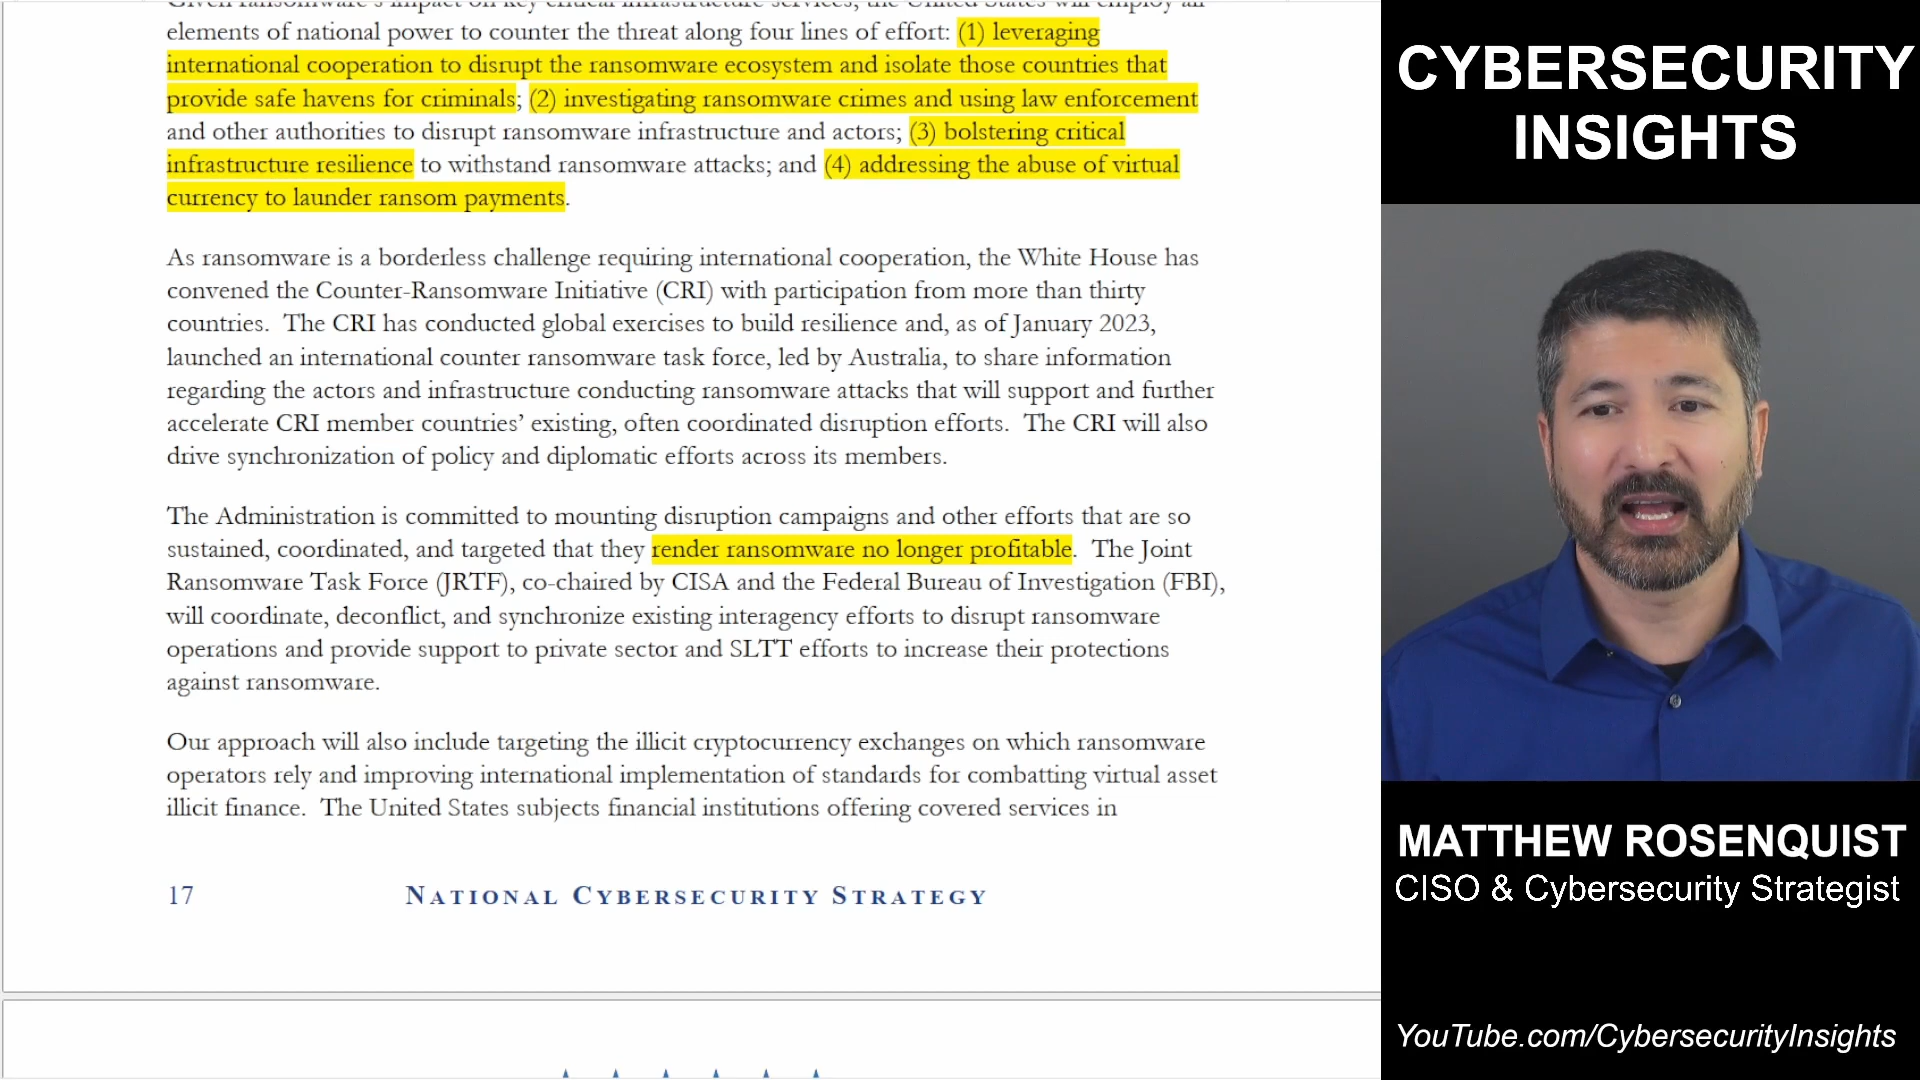 Given ransomware's impact on key critical infrastructure services, the United States will employ all
elements of national power to counter the threat along four lines of effort: (1) leveraging
international cooperation to disrupt the ransomware ecosystem and isolate those countries that
provide safe havens for criminals; (2) investigating ransomware crimes and using law enforcement
and other authorities to disrupt ransomware infrastructure and actors; (3) bolstering critical
infrastructure resilience to withstand ransomware attacks; and (4) addressing the abuse of virtual
currency to launder ransom payments.
As ransomware is a borderless challenge requiring international cooperation, the White House has
convened the Counter-Ransomware Initiative (CRI) with participation from more than thirty
countries. The CRI has conducted global exercises to build resilience and, as of January 2023,
launched an international counter ransomware task force, led by Australia, to share information
regarding the actors and infrastructure conducting ransomware attacks that will support and further
accelerate CRI member countries’ existing, often coordinated disruption efforts. The CRI will also
drive synchronization of policy and diplomatic efforts across its members.
The Administration is committed to mounting disruption campaigns and other efforts that are so
sustained, coordinated, and targeted that they render ransomware no longer profitable. The Joint
Ransomware Task Force (JRTF), co-chaired by CISA and the Federal Bureau of Investigation (FBI),
will coordinate, deconflict, and synchronize existing interagency efforts to disrupt ransomware
operations and provide support to private sector and SLTT efforts to increase their protections
against ransomware.
Our approach will also include targeting the illicit cryptocurrency exchanges on which ransomware
operators rely and improving international implementation of standards for combatting virtual asset
illicit finance. The United States subjects financial institutions offering covered services in
17 NATIONAL CYBERSECURITY STRATEGY
CYBERSECURITY
INSIGHTS
MATTHEW ROSENQUIST
CISO & Cybersecurity Strategist
YouTube.com/CybersecurityInsights